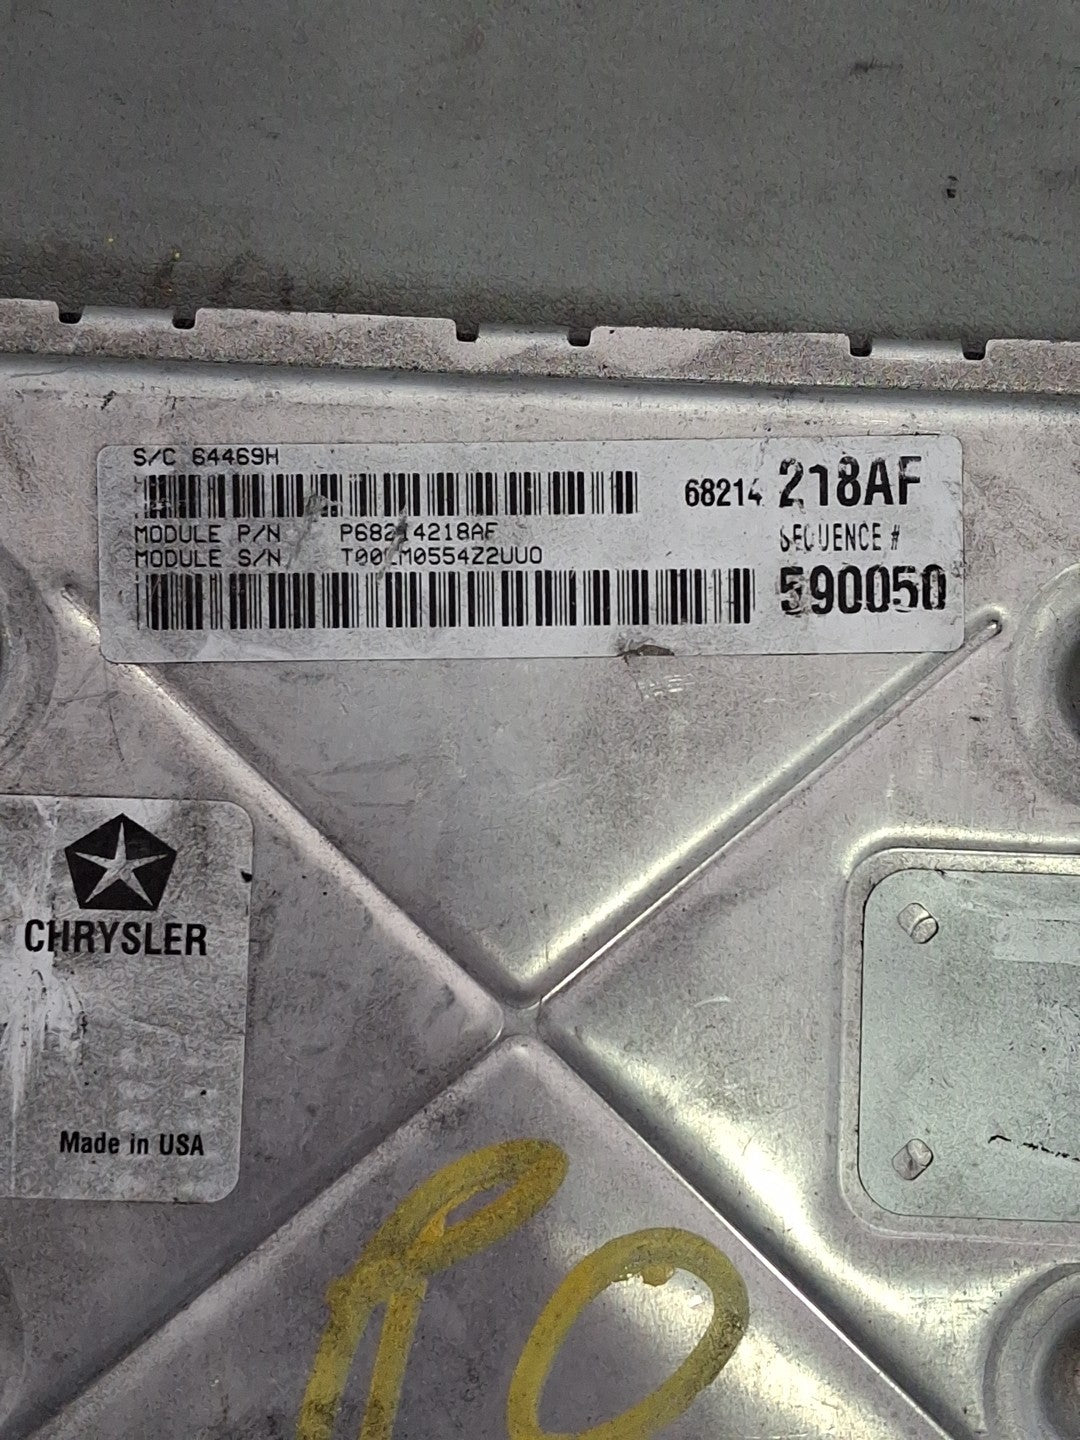 S/C 64469H
68214 218AF
MODULE P/N P68214218AF
SEQUENCE #
MODULE S/N
590050
CHRYSLER
Made in USA